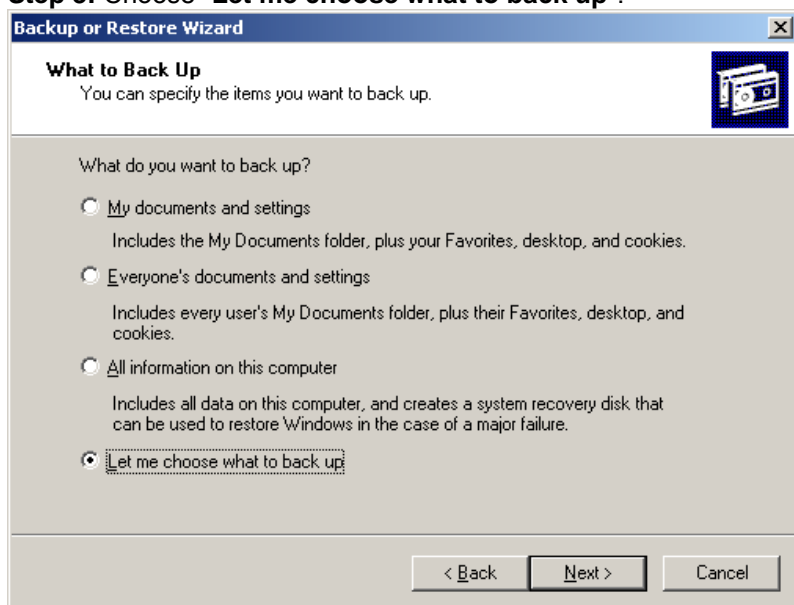 Step 3. Choose "Let me choose what to back up".
Backup or Restore Wizard
What to Back Up
You can specify the items you want to back up.
What do you want to back up?
My documents and settings
Includes the My Documents folder, plus your Favorites, desktop, and cookies.
Everyone's documents and settings
Includes every user's My Documents folder, plus their Favorites, desktop, and
cookies.
All information on this computer
Includes all data on this computer, and creates a system recovery disk that
can be used to restore Windows in the case of a major failure.
Let me choose what to back up
< Back
Next >
Cancel